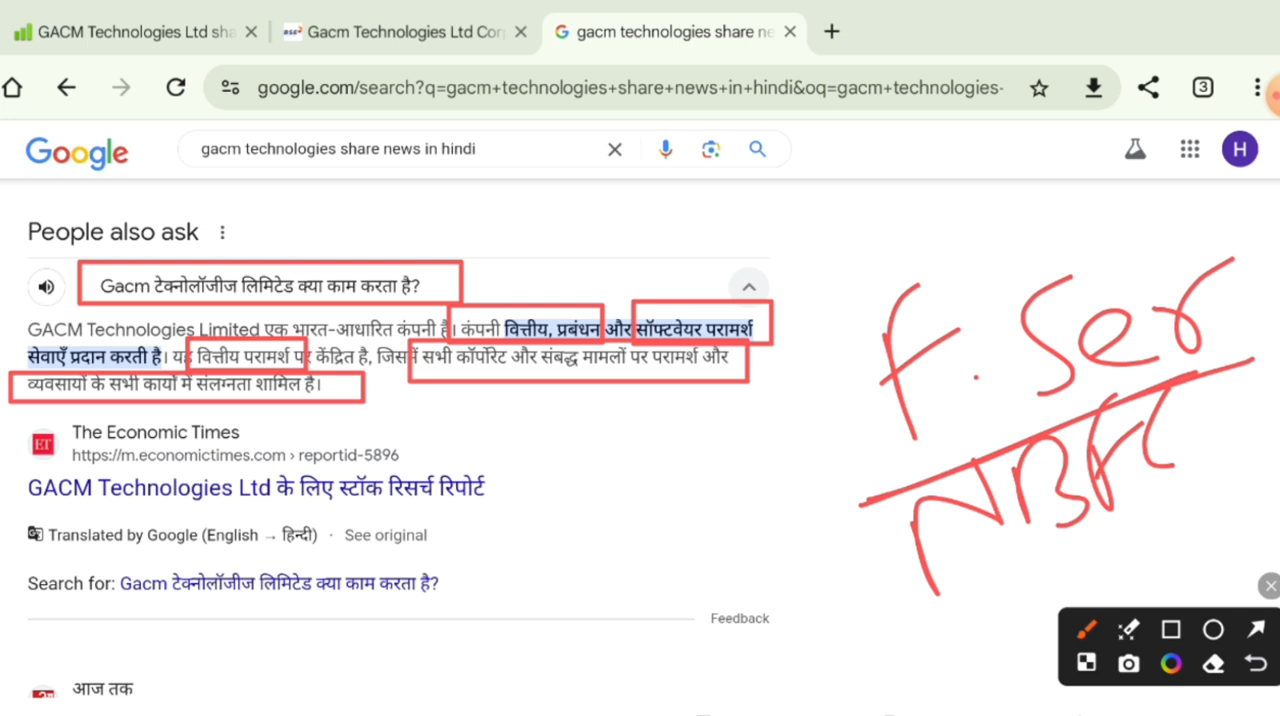 GACM Technologies Ltd sha
Gacm Technologies Ltd Cor
gacm technologies share ne
google.com/search?q=gacm+technologies+share+news+in+hindi&oq=gacm+technologies-
3
Google
gacm technologies share news in hindi
H
People also ask
Gacm टेक्नोलॉजीज लिमिटेड क्या काम करता है?
GACM Technologies Limited एक भारत-आधारित कंपनी है। कंपनी वित्तीय, प्रबंधन और सॉफ्टवेयर परामर्श
सेवाएँ प्रदान करती है। यह वित्तीय परामर्श पर केंद्रित है, जिसमें सभी कॉर्पोरेट और संबद्ध मामलों पर परामर्श और
व्यवसायों के सभी कार्यों में संलग्नता शामिल है।
ET The Economic Times
https://m.economictimes.com › reportid-5896
GACM Technologies Ltd के लिए स्टॉक रिसर्च रिपोर्ट
Translated by Google (English → हिन्दी) · See original
Search for: Gacm टेक्नोलॉजीज लिमिटेड क्या काम करता है?
Feedback
आज तक
F. Ser
NBFC